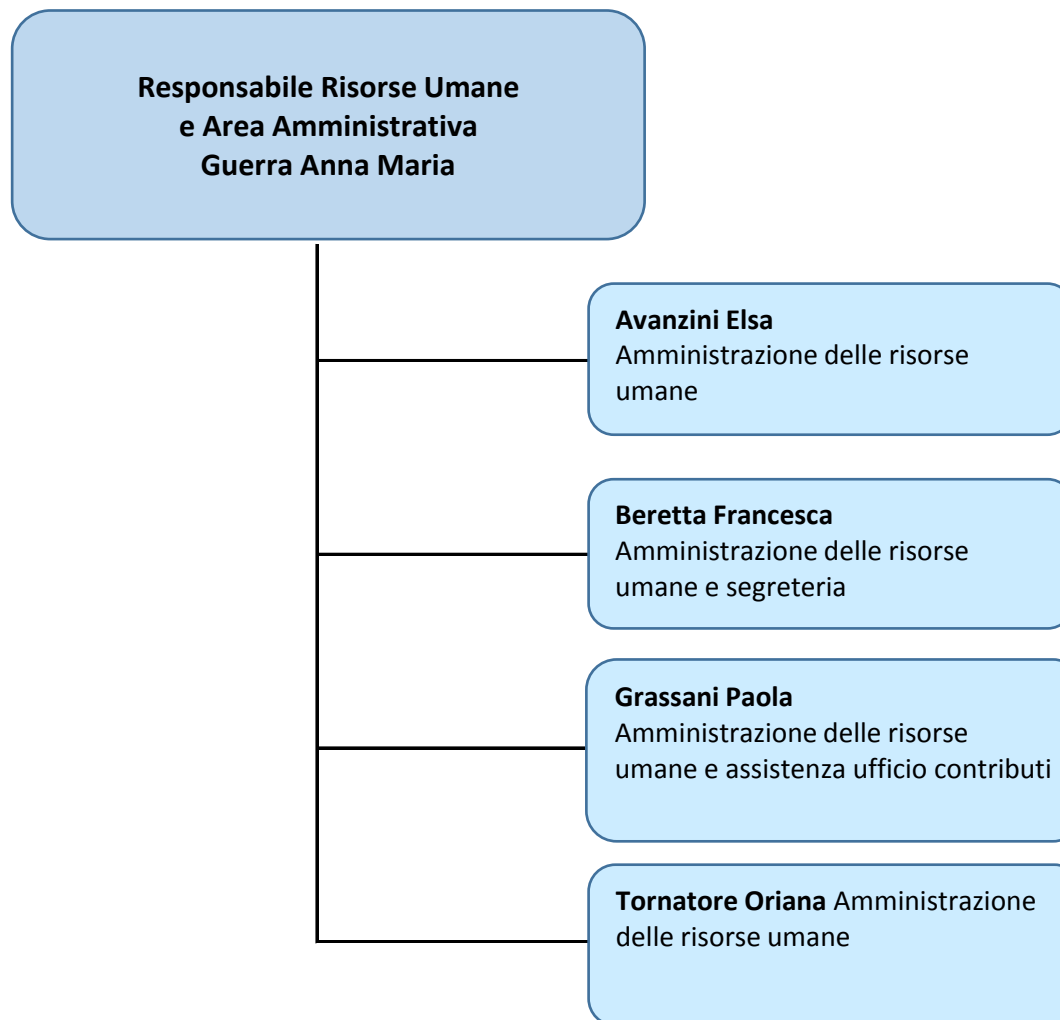 Responsabile Risorse Umane
e Area Amministrativa
Guerra Anna Maria
Avanzini Elsa
Amministrazione delle risorse
umane
Beretta Francesca
Amministrazione delle risorse
umane e segreteria
Grassani Paola
Amministrazione delle risorse
umane e assistenza ufficio contributi
Tornatore Oriana Amministrazione
delle risorse umane